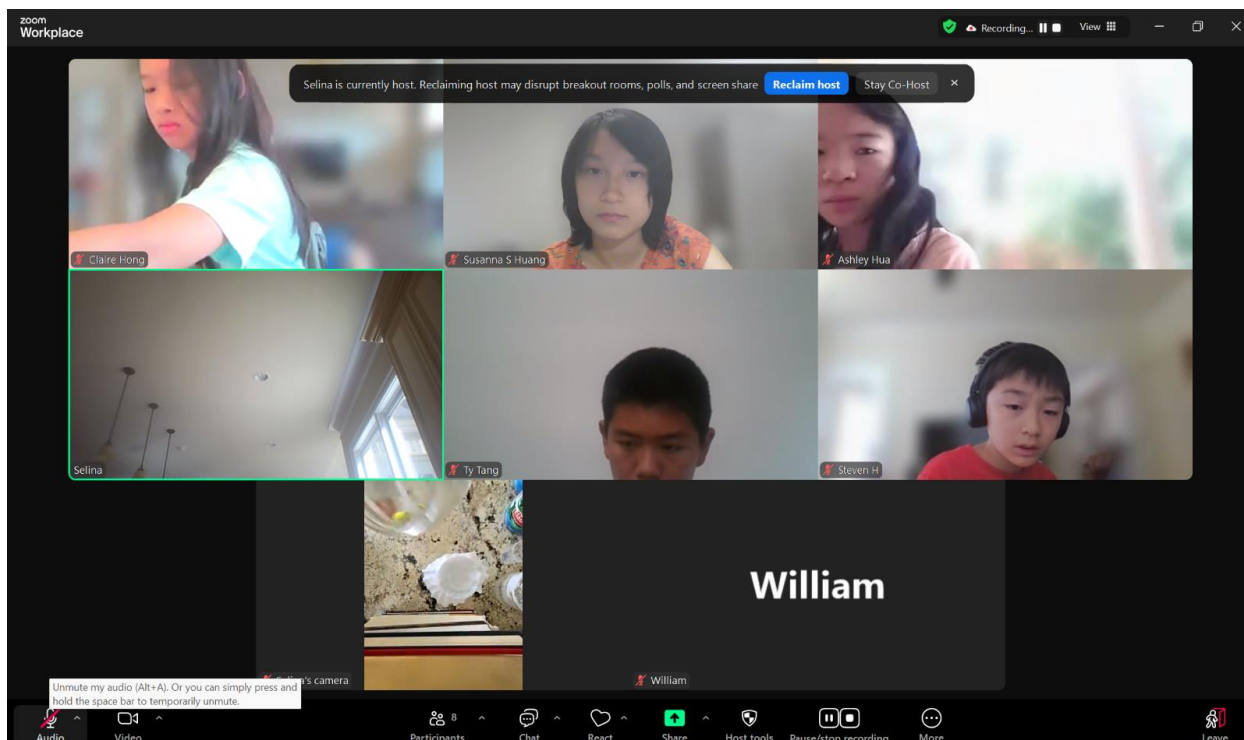 zoom
Workplace
Recording...
View
Selina is currently host. Reclaiming host may disrupt breakout rooms, polls, and screen share
Reclaim host
Stay Co-Host
Claire Hong
Susanna S Huang
Ashley Hua
Selina
Ty Tang
Steven H
William
's camera
William
Unmute my audio (Alt+A). Or you can simply press and
hold the space bar to temporarily unmute.
8
Audio
Video
Participants
Chat
React
Share
Host tools
Pause/stop recording
More
Leave